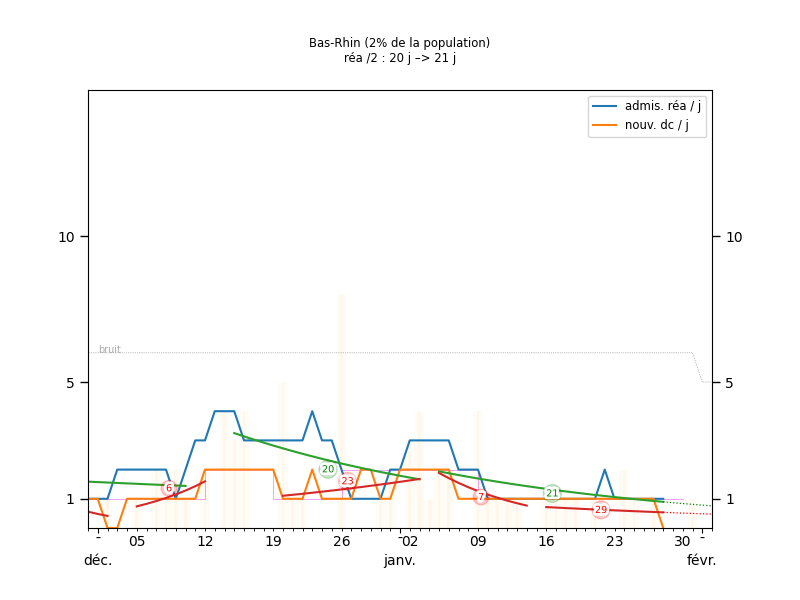 Bas-Rhin (2% de la population)
réa /2 : 20 j –> 21 j
admis. réa / j
nouv. dc / j
10
10
bruit
5
5
20
23
6
21
7
29
1
1
- 05 12 19 26 -02 09 16 23 30 -
déc. janv. févr.